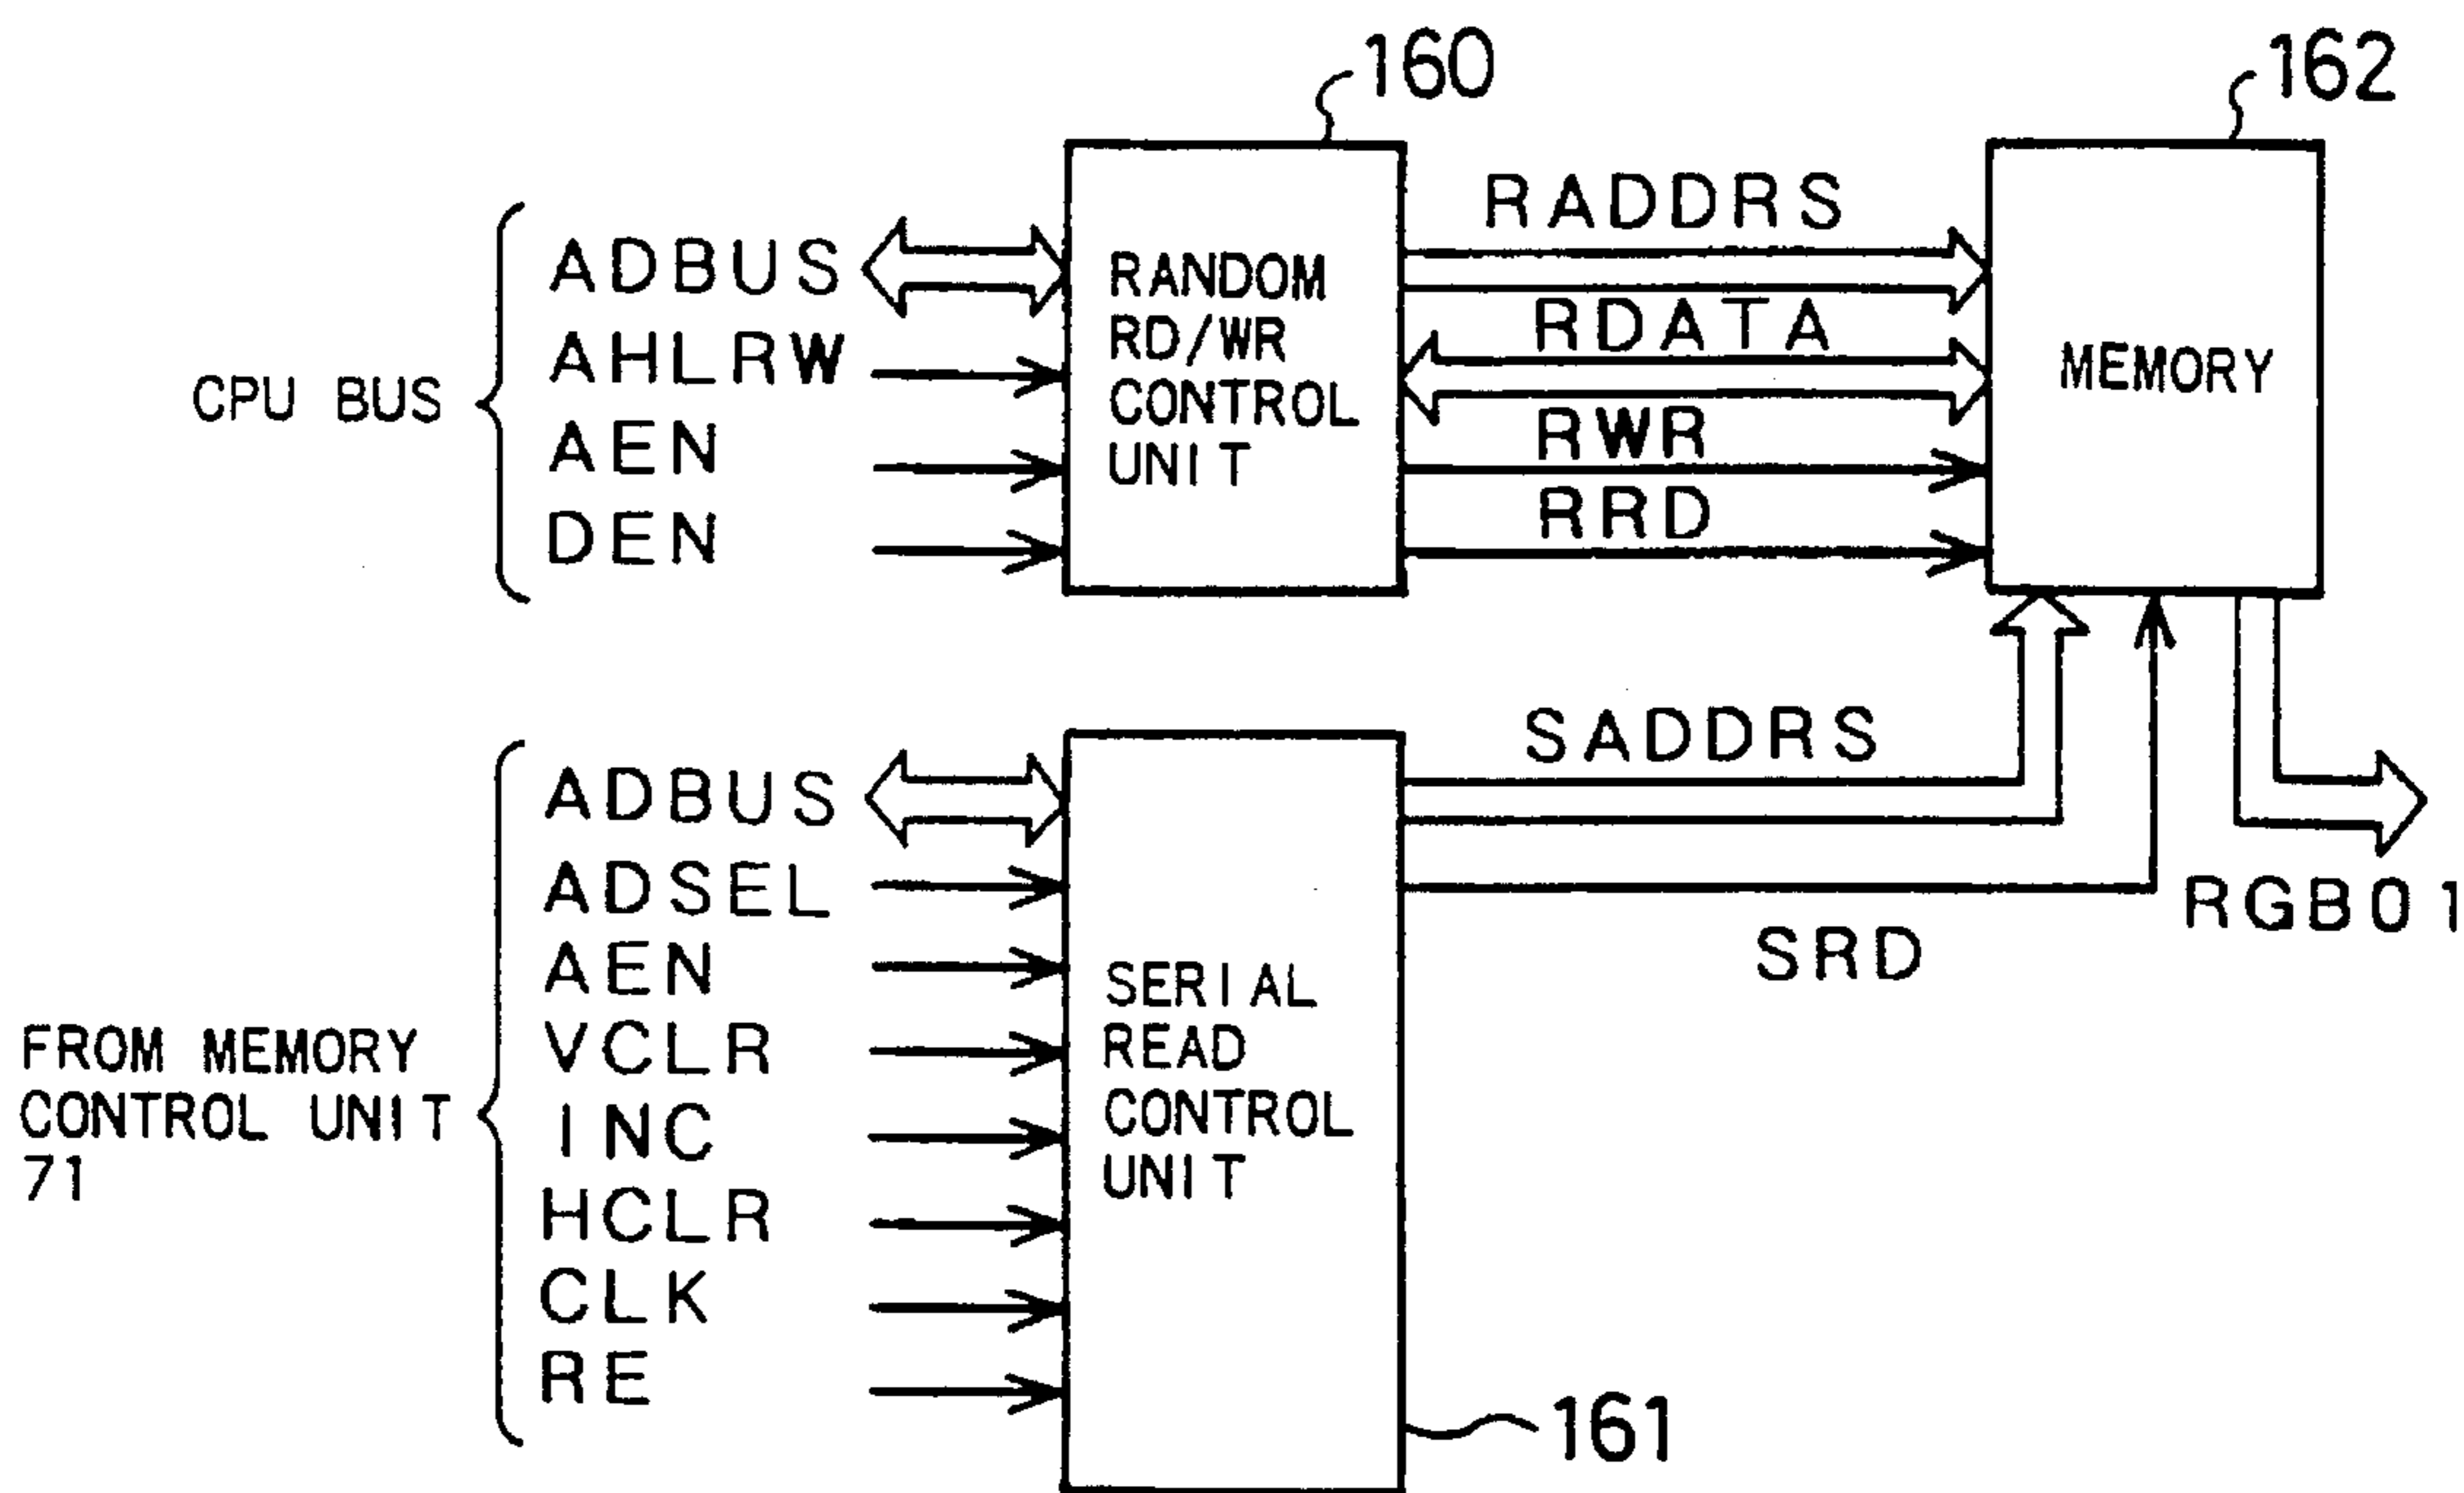 160
162
CPU BUS
ADBUS
AHLRW
AEN
DEN
RANDOM
RD/WR
CONTROL
UNIT
RADDRS
RDATA
RWR
RRD
MEMORY
FROM MEMORY
CONTROL UNIT
71
ADBUS
ADSEL
AEN
VCLR
INC
HCLR
CLK
RE
SERIAL
READ
CONTROL
UNIT
SADDRS
SRD
RGB01
161